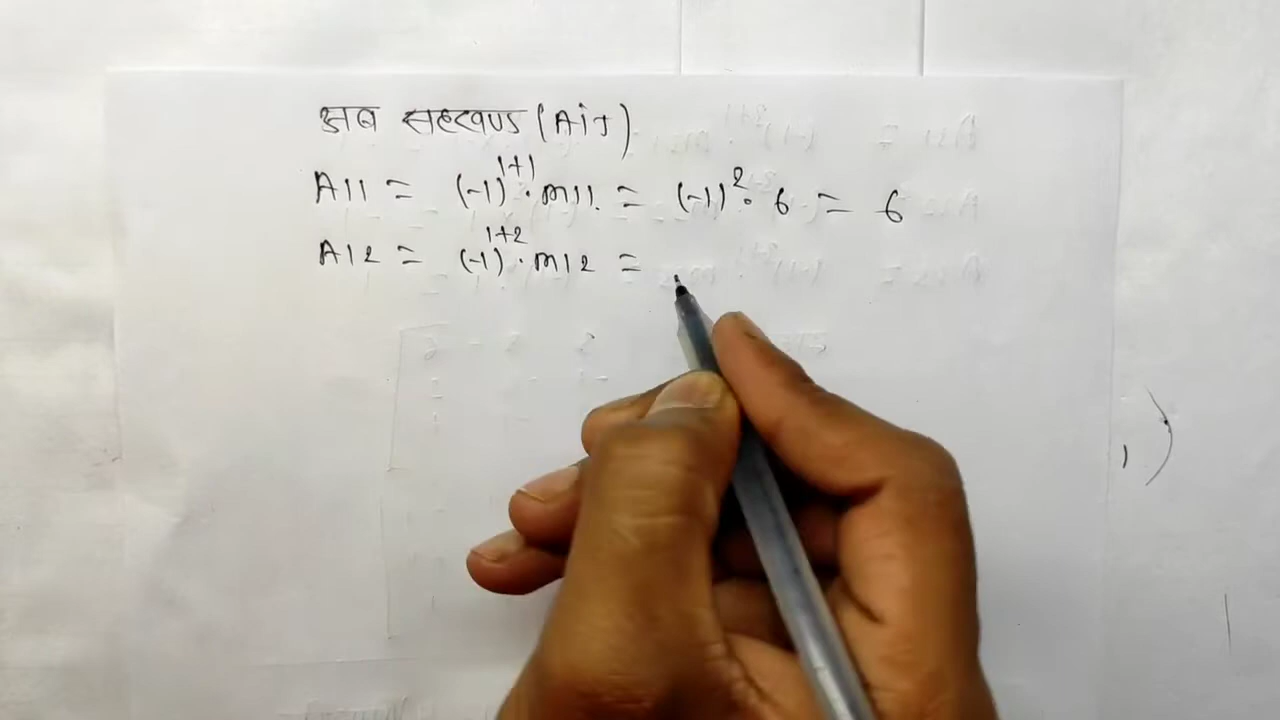 अब सहखण्ड (Aij)
A11 = (-1)^{1+1} · m11. = (-1)^2 · 6 = 6
A12 = (-1)^{1+2} · m12 =